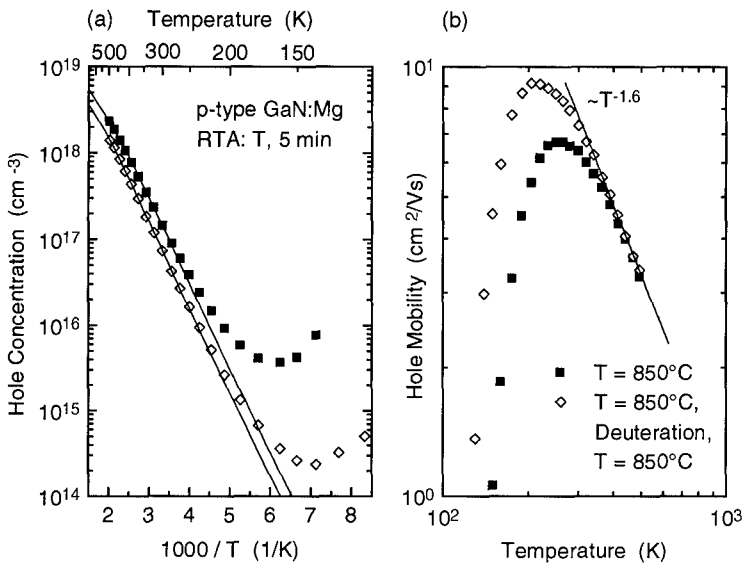 (a) Temperature (K)
500 300 200 150
10^19
10^18
10^17
10^16
10^15
10^14
Hole Concentration (cm^-3)
p-type GaN:Mg
RTA: T, 5 min
2 3 4 5 6 7 8
1000 / T (1/K)
(b)
10^1
10^0
Hole Mobility (cm^2/Vs)
~T^-1.6
T = 850°C
T = 850°C,
Deuteration,
T = 850°C
10^2 10^3
Temperature (K)